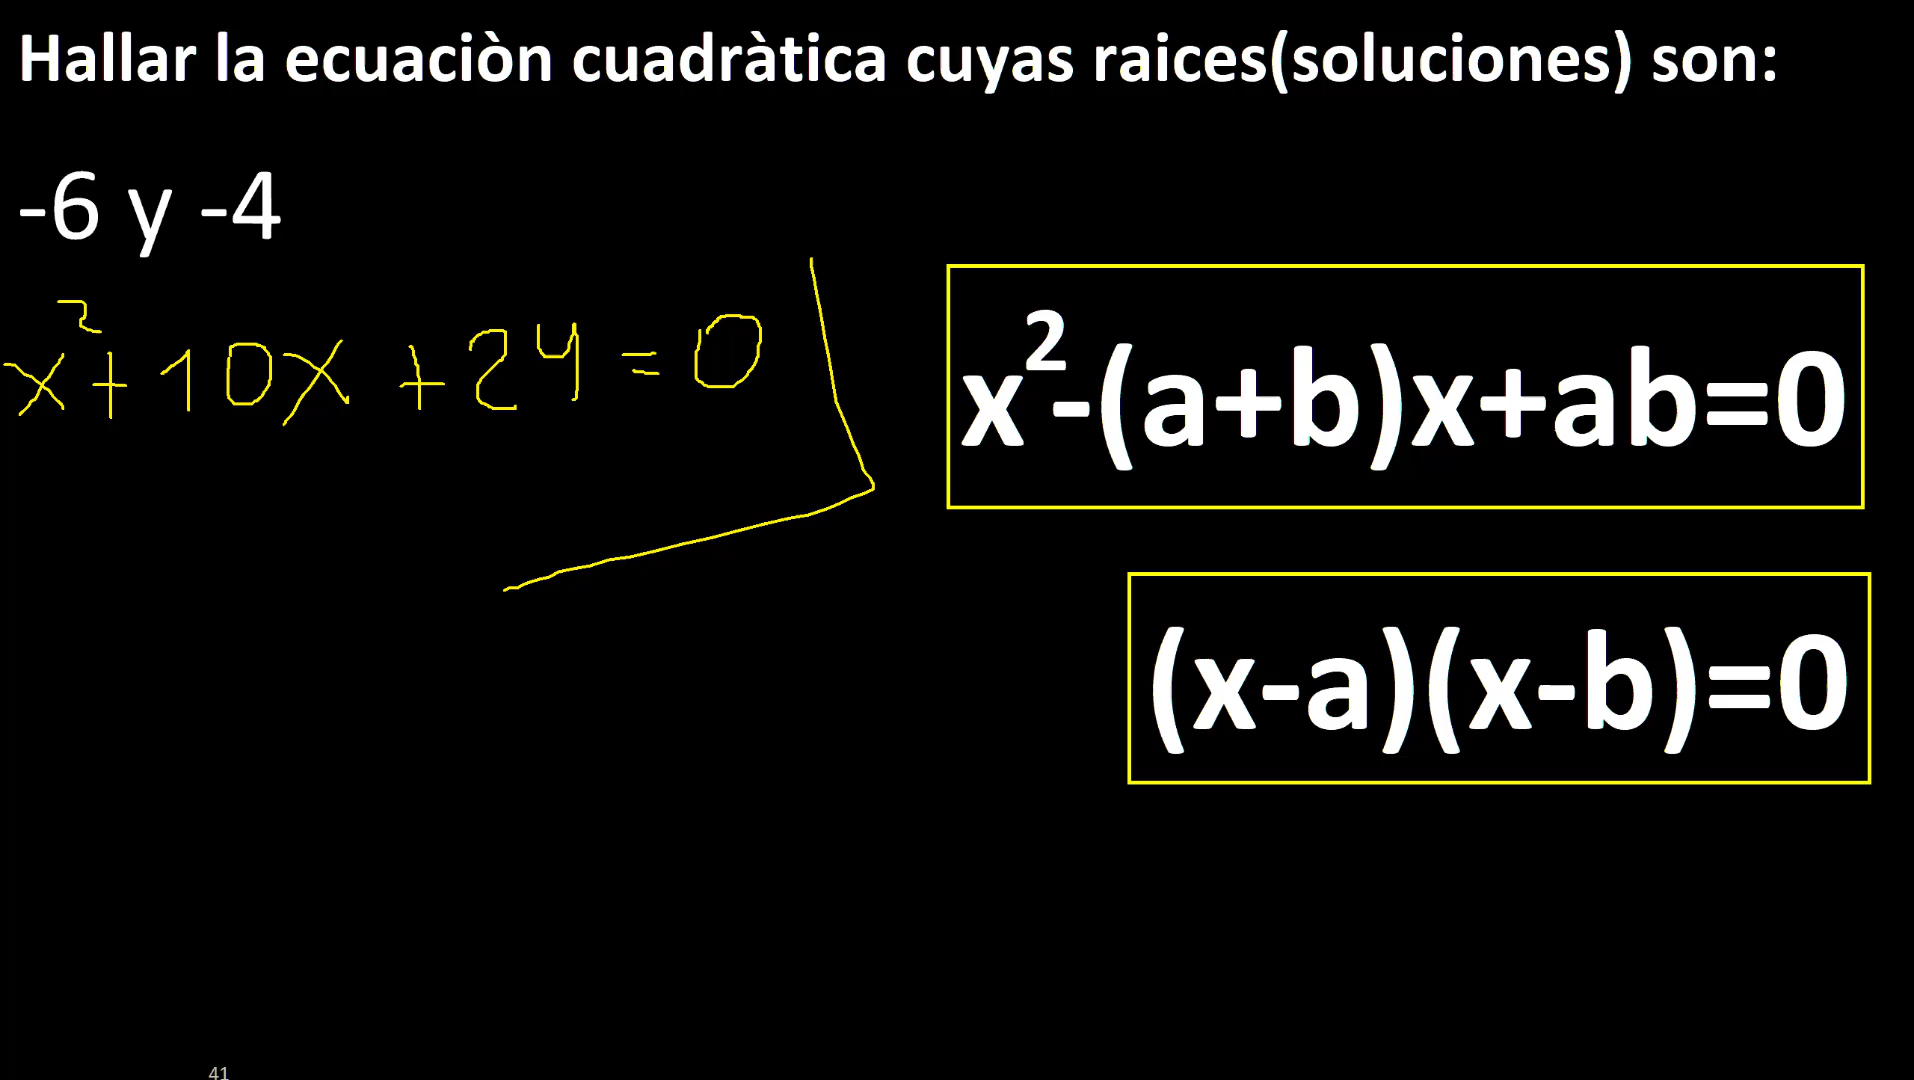 Hallar la ecuaciòn cuadràtica cuyas raices(soluciones) son:
-6 y -4
x²+10x+24=0
x²-(a+b)x+ab=0
(x-a)(x-b)=0
41